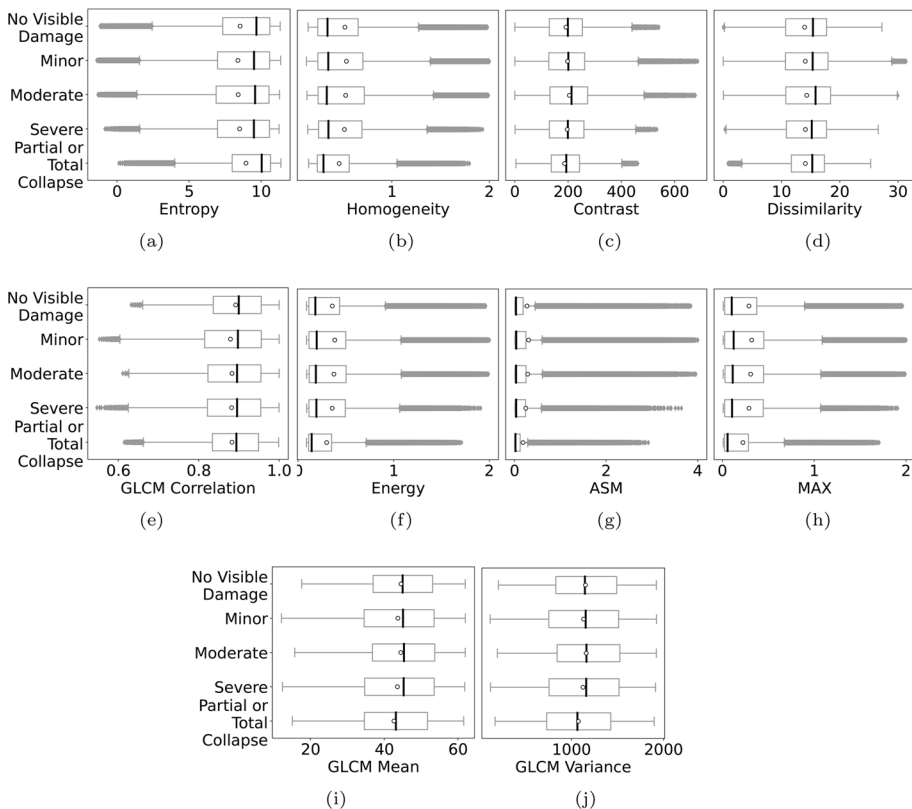 No Visible
Damage
Minor
Moderate
Severe
Partial or
Total
Collapse
0 5 10
Entropy
(a)
1 2
Homogeneity
(b)
0 200 400 600
Contrast
(c)
0 10 20 30
Dissimilarity
(d)
No Visible
Damage
Minor
Moderate
Severe
Partial or
Total
Collapse
0.6 0.8 1.0
GLCM Correlation
(e)
0 1 2
Energy
(f)
0 2 4
ASM
(g)
0 1 2
MAX
(h)
No Visible
Damage
Minor
Moderate
Severe
Partial or
Total
Collapse
20 40 60
GLCM Mean
(i)
1000 2000
GLCM Variance
(j)